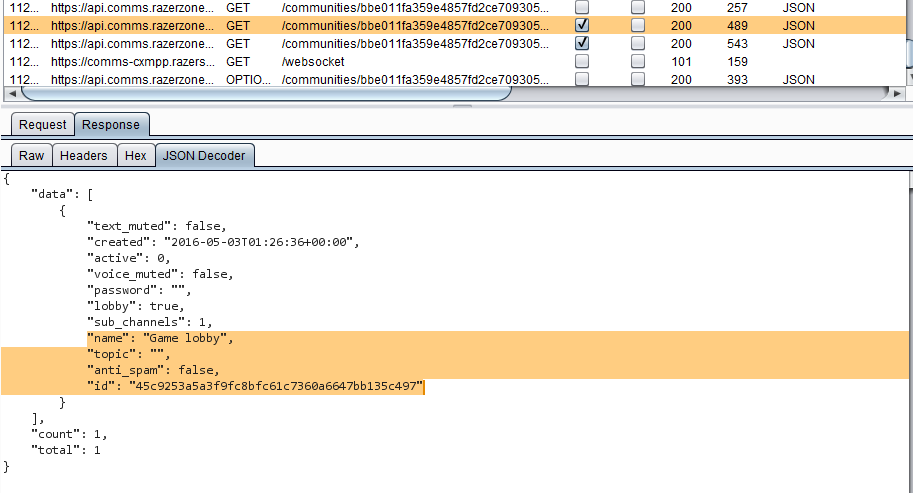 112... https://api.comms.razerzone... GET /communities/bbe011fa359e4857fd2ce709305... 200 257 JSON
112... https://api.comms.razerzone... GET /communities/bbe011fa359e4857fd2ce709305... 200 489 JSON
112... https://api.comms.razerzone... GET /communities/bbe011fa359e4857fd2ce709305... 200 543 JSON
112... https://comms-cxmpp.razers... GET /websocket 101 159
112... https://api.comms.razerzone... OPTIO... /communities/bbe011fa359e4857fd2ce709305... 200 393 JSON
Request Response
Raw Headers Hex JSON Decoder
{
"data": [
{
"text_muted": false,
"created": "2016-05-03T01:26:36+00:00",
"active": 0,
"voice_muted": false,
"password": "",
"lobby": true,
"sub_channels": 1,
"name": "Game lobby",
"topic": "",
"anti_spam": false,
"id": "45c9253a5a3f9fc8bfc61c7360a6647bb135c497"
}
],
"count": 1,
"total": 1
}